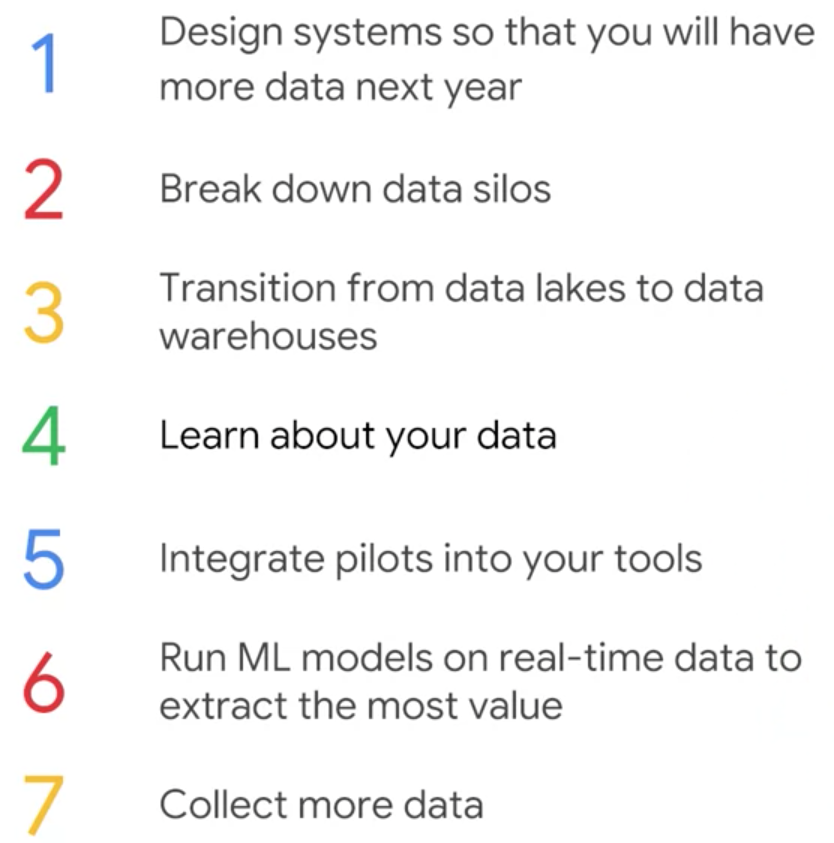 1
Design systems so that you will have
more data next year
2
Break down data silos
3
Transition from data lakes to data
warehouses
4
Learn about your data
5
Integrate pilots into your tools
6
Run ML models on real-time data to
extract the most value
7
Collect more data